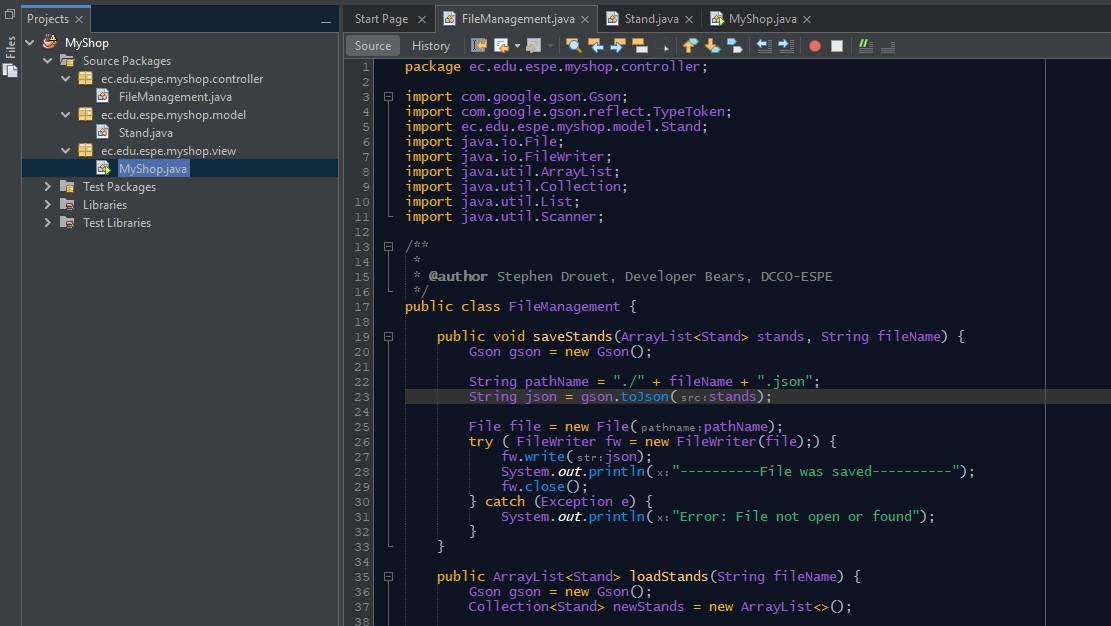 Files
Projects
MyShop
Source Packages
ec.edu.espe.myshop.controller
FileManagement.java
ec.edu.espe.myshop.model
Stand.java
ec.edu.espe.myshop.view
MyShop.java
Test Packages
Libraries
Test Libraries
Start Page FileManagement.java Stand.java MyShop.java
Source History
1 package ec.edu.espe.myshop.controller;
2
3 import com.google.gson.Gson;
4 import com.google.gson.reflect.TypeToken;
5 import ec.edu.espe.myshop.model.Stand;
6 import java.io.File;
7 import java.io.FileWriter;
8 import java.util.ArrayList;
9 import java.util.Collection;
10 import java.util.List;
11 import java.util.Scanner;
12
13 /**
14 *
15 * @author Stephen Drouet, Developer Bears, DCCO-ESPE
16 */
17 public class FileManagement {
18
19 public void saveStands(ArrayList<Stand> stands, String fileName) {
20 Gson gson = new Gson();
21
22 String pathName = "./" + fileName + ".json";
23 String json = gson.toJson(src:stands);
24
25 File file = new File(pathname:pathName);
26 try ( FileWriter fw = new FileWriter(file);) {
27 fw.write(str:json);
28 System.out.println(x:"----------File was saved----------");
29 fw.close();
30 } catch (Exception e) {
31 System.out.println(x:"Error: File not open or found");
32 }
33 }
34
35 public ArrayList<Stand> loadStands(String fileName) {
36 Gson gson = new Gson();
37 Collection<Stand> newStands = new ArrayList<>();
38